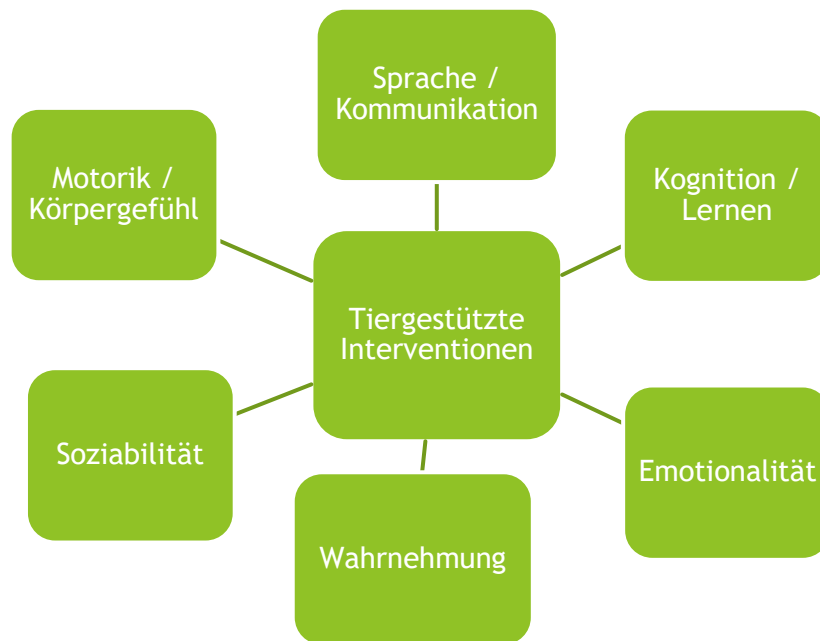 Sprache /
Kommunikation
Motorik /
Körpergefühl
Kognition /
Lernen
Tiergestützte
Interventionen
Soziabilität
Emotionalität
Wahrnehmung